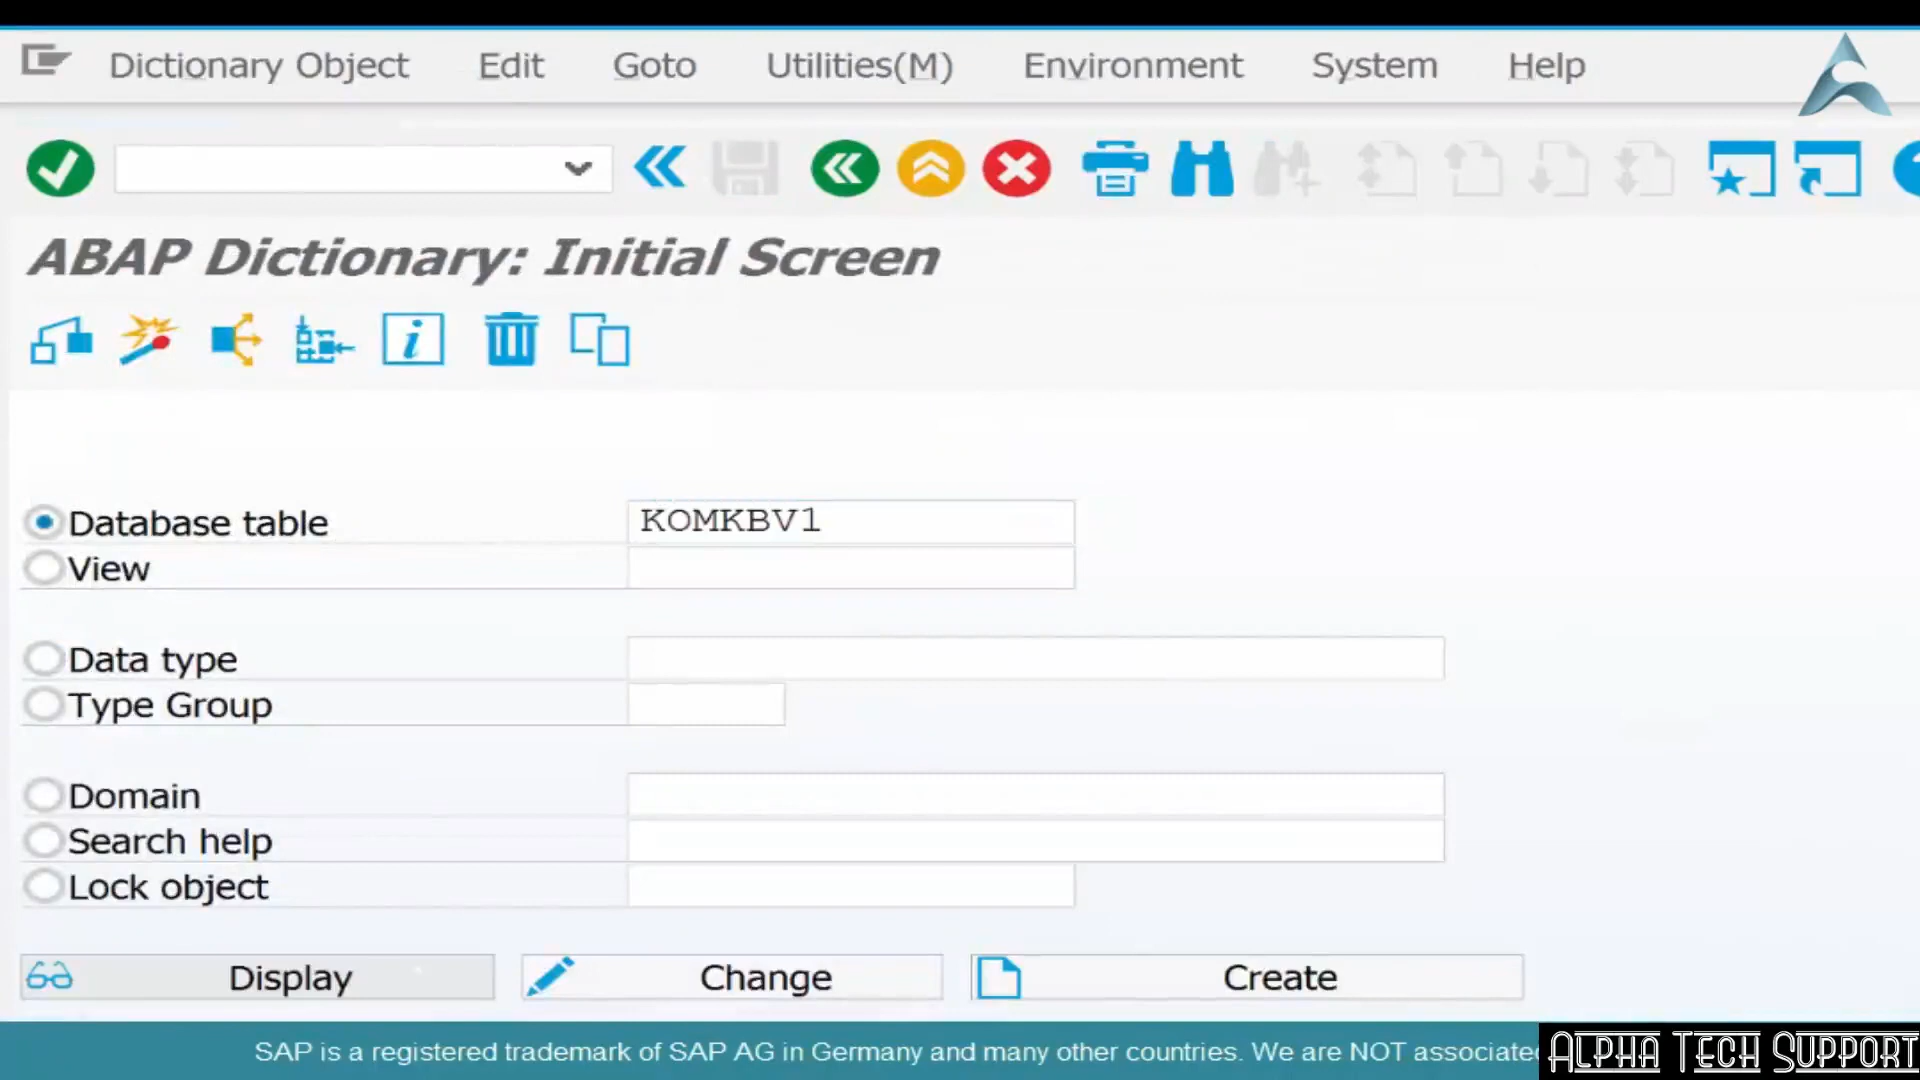 Dictionary Object Edit Goto Utilities(M) Environment System Help
ABAP Dictionary: Initial Screen
Database table KOMKBV1
View
Data type
Type Group
Domain
Search help
Lock object
Display Change Create
SAP is a registered trademark of SAP AG in Germany and many other countries. We are NOT associated
Alpha Tech Support